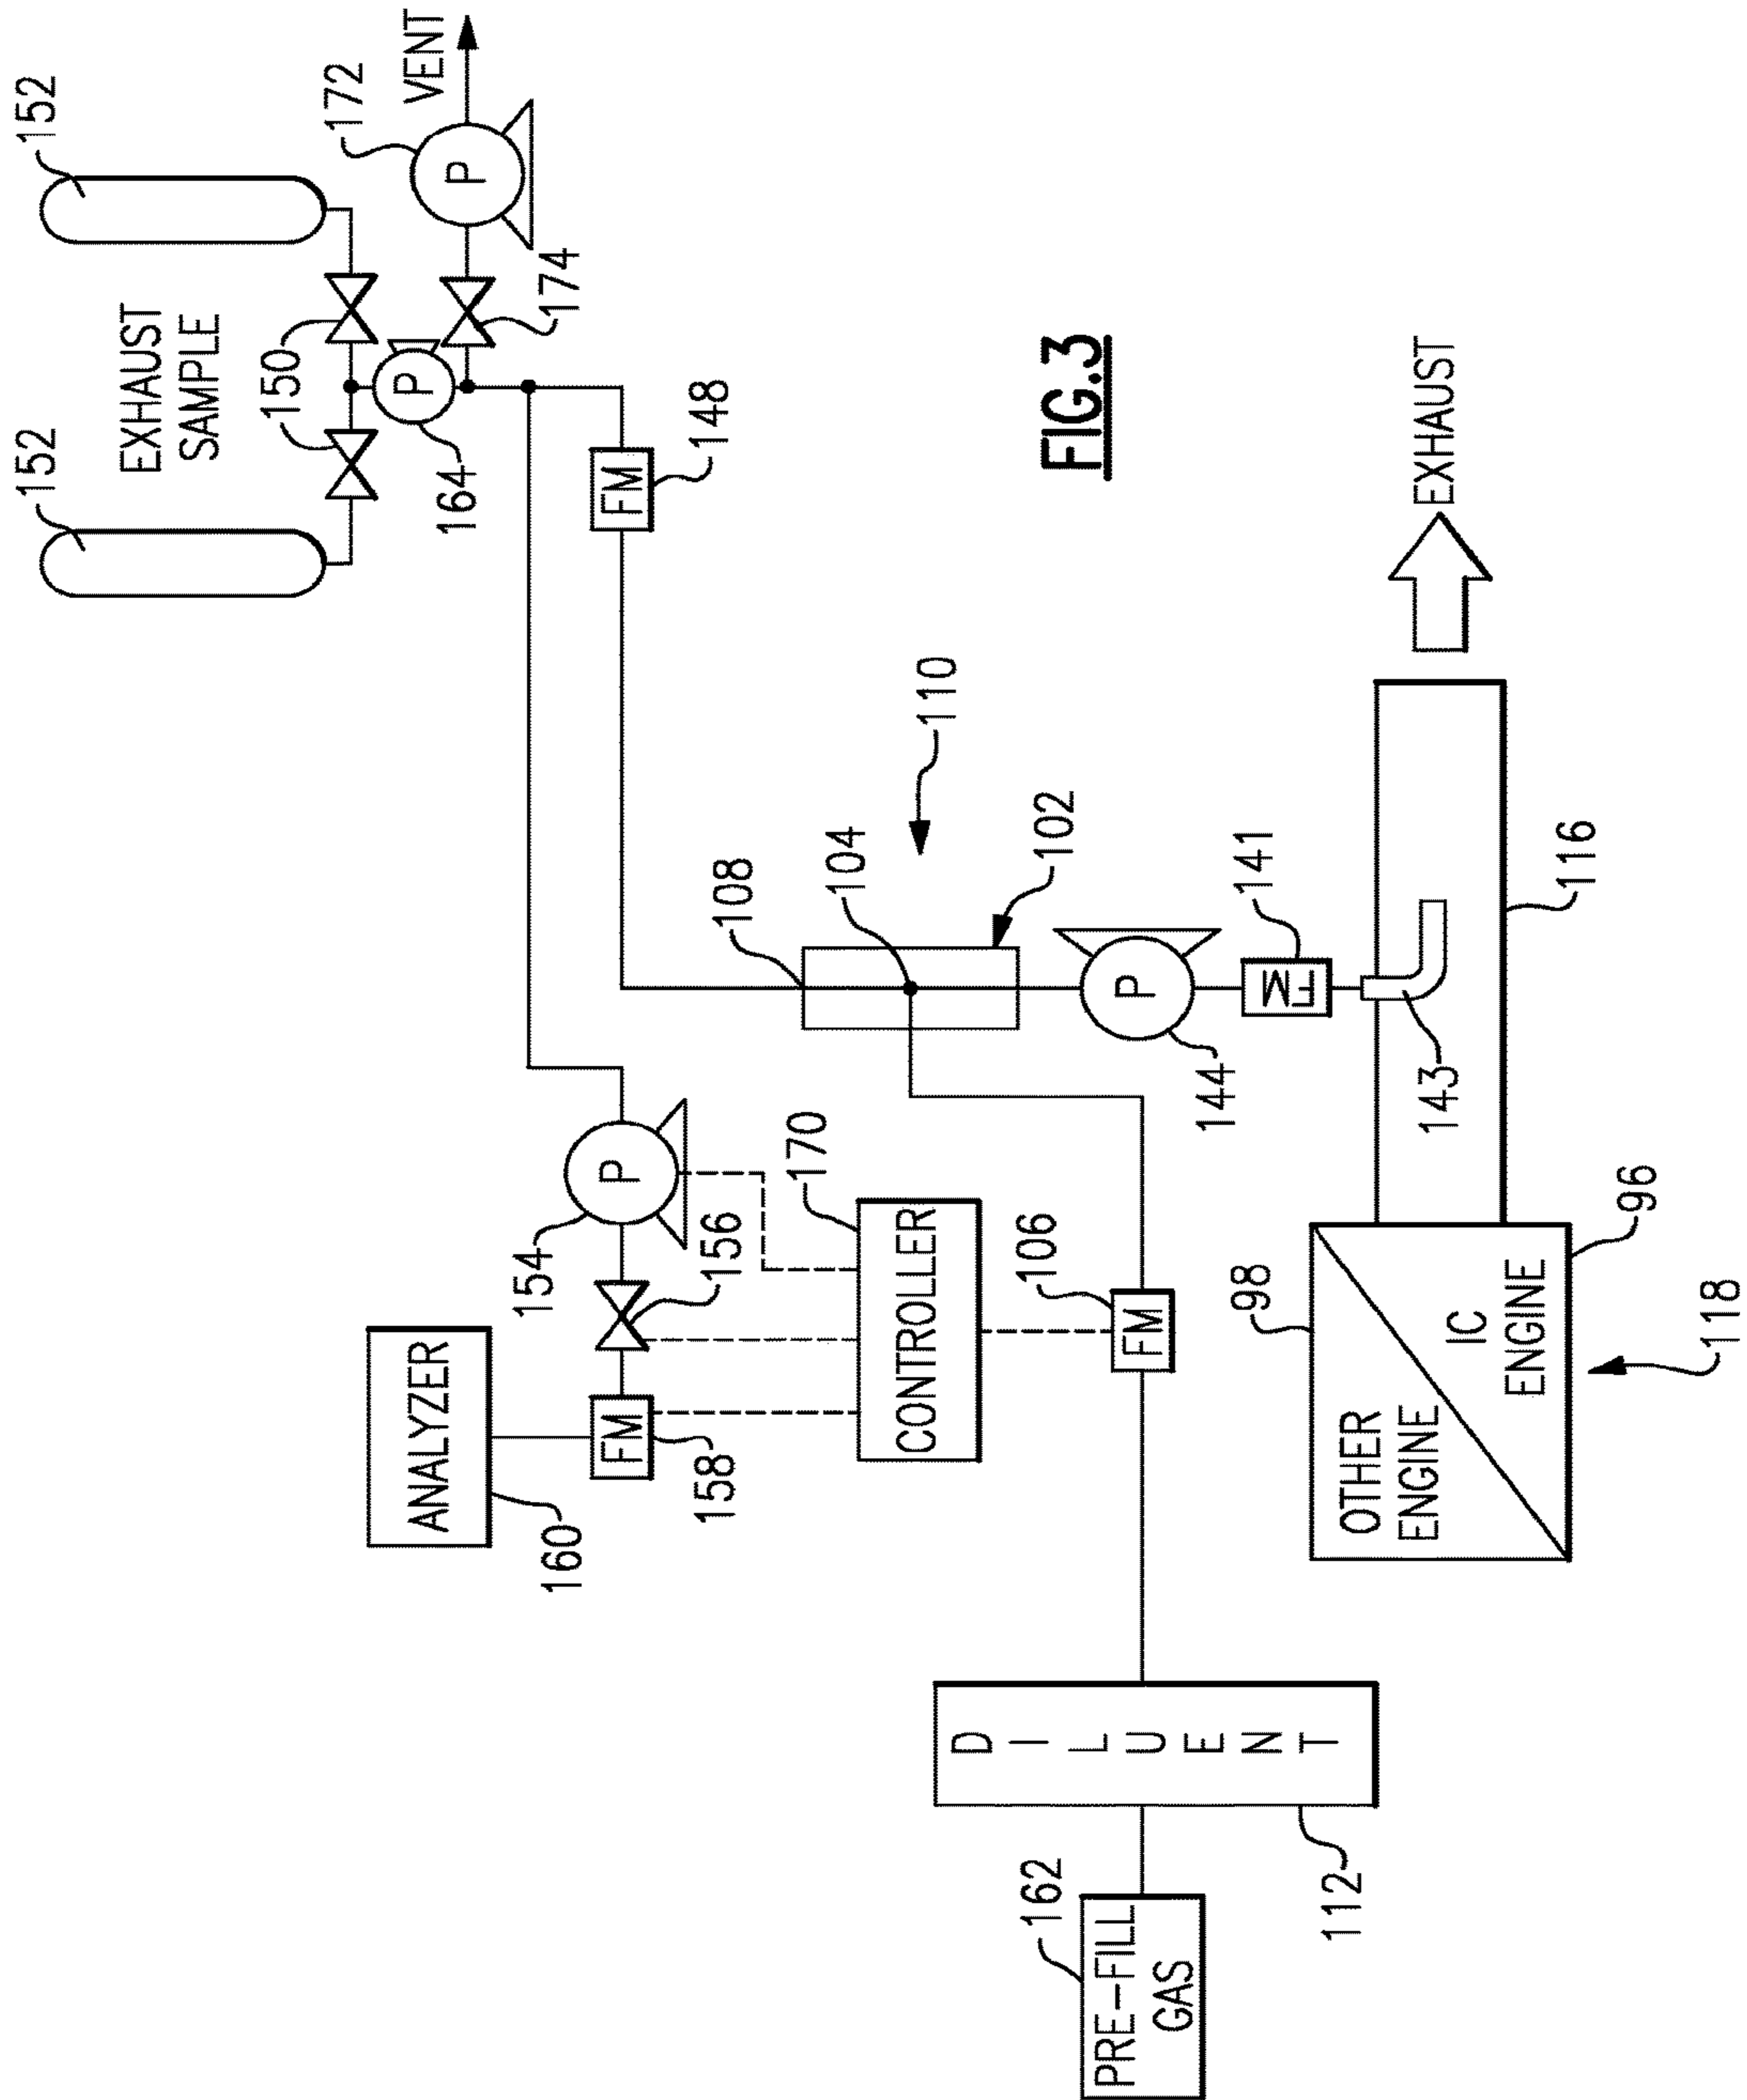 152
152
EXHAUST
SAMPLE
150
172
VENT
P
P
164
174
FM
148
FIG.3
ANALYZER
160
154
P
156
FM
158
170
CONTROLLER
108
104
110
102
106
FM
P
144
141
FM
143
116
EXHAUST
162
PRE-FILL
GAS
DILUENT
112
98
OTHER
ENGINE
IC
ENGINE
96
118